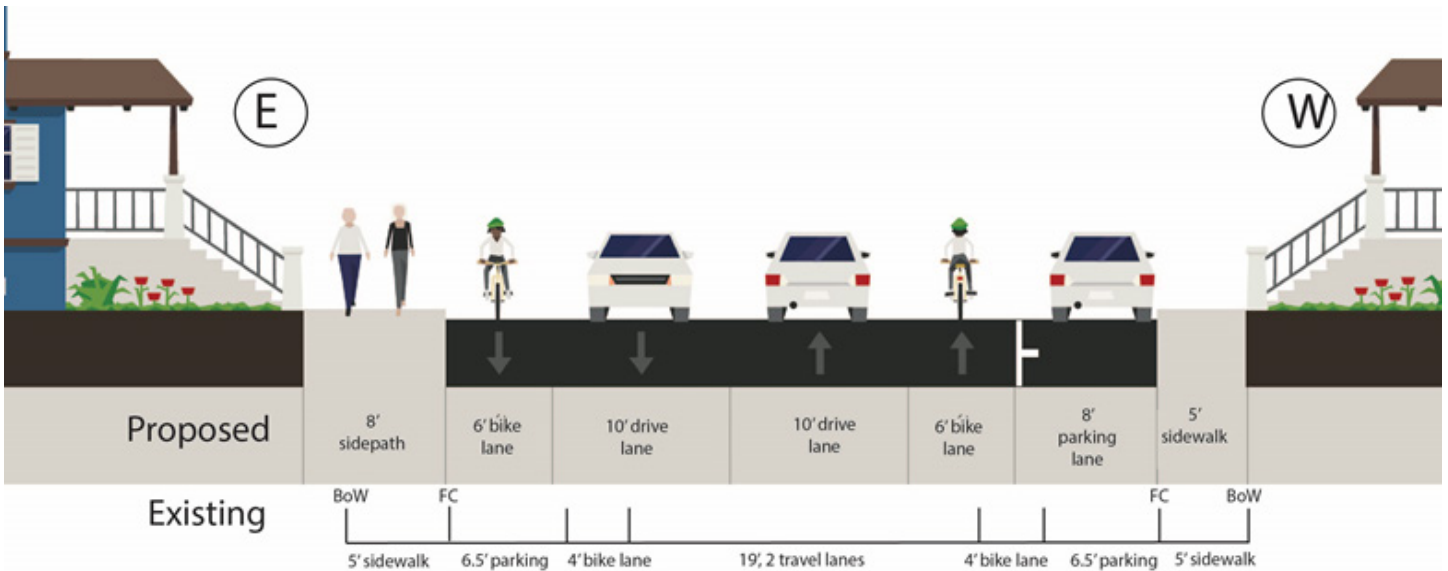 E
W
Proposed
8'
sidepath
6' bike
lane
10' drive
lane
10' drive
lane
6' bike
lane
8'
parking
lane
5'
sidewalk
Existing
BoW
FC
FC
BoW
5' sidewalk
6.5' parking
4' bike lane
19', 2 travel lanes
4' bike lane
6.5' parking
5' sidewalk